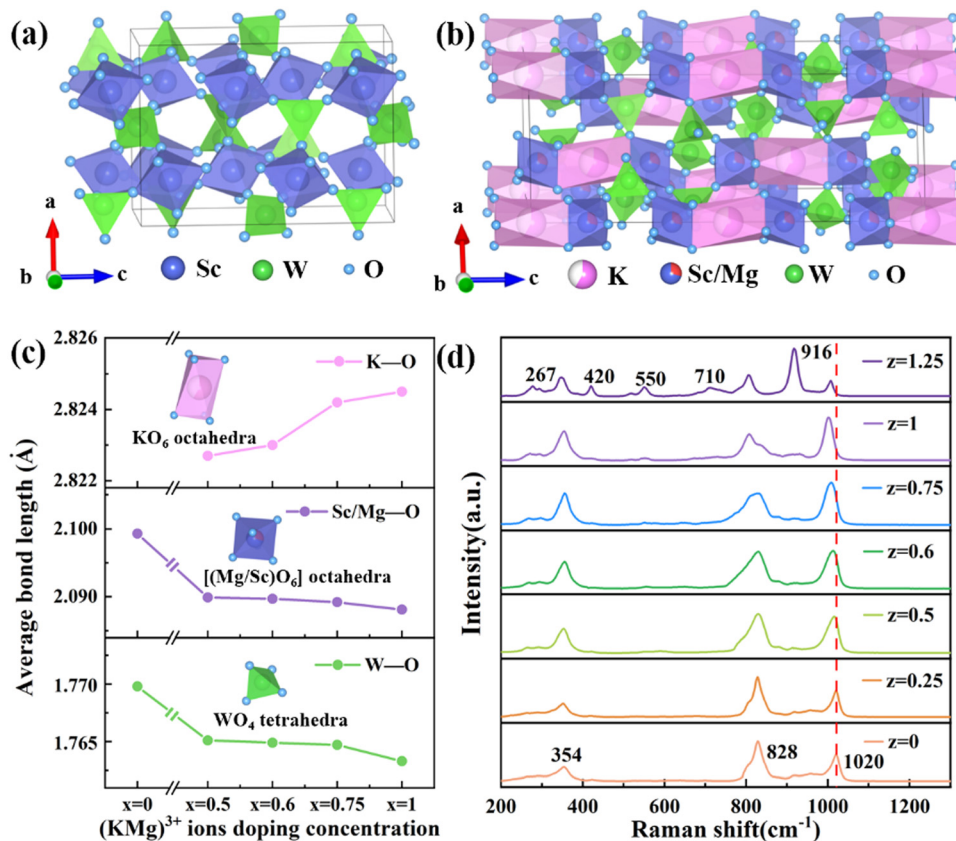 (a)
a
b
c
Sc
W
O
(b)
a
b
c
K
Sc/Mg
W
O
(c)
Average bond length (Å)
2.826
2.824
2.822
K—O
KO₆ octahedra
2.100
2.090
Sc/Mg—O
[(Mg/Sc)O₆] octahedra
1.770
1.765
W—O
WO₄ tetrahedra
x=0 x=0.5 x=0.6 x=0.75 x=1
(KMg)³⁺ ions doping concentration
(d)
Intensity(a.u.)
267 420 550 710 916
z=1.25
z=1
z=0.75
z=0.6
z=0.5
z=0.25
z=0
354 828 1020
200 400 600 800 1000 1200
Raman shift(cm⁻¹)